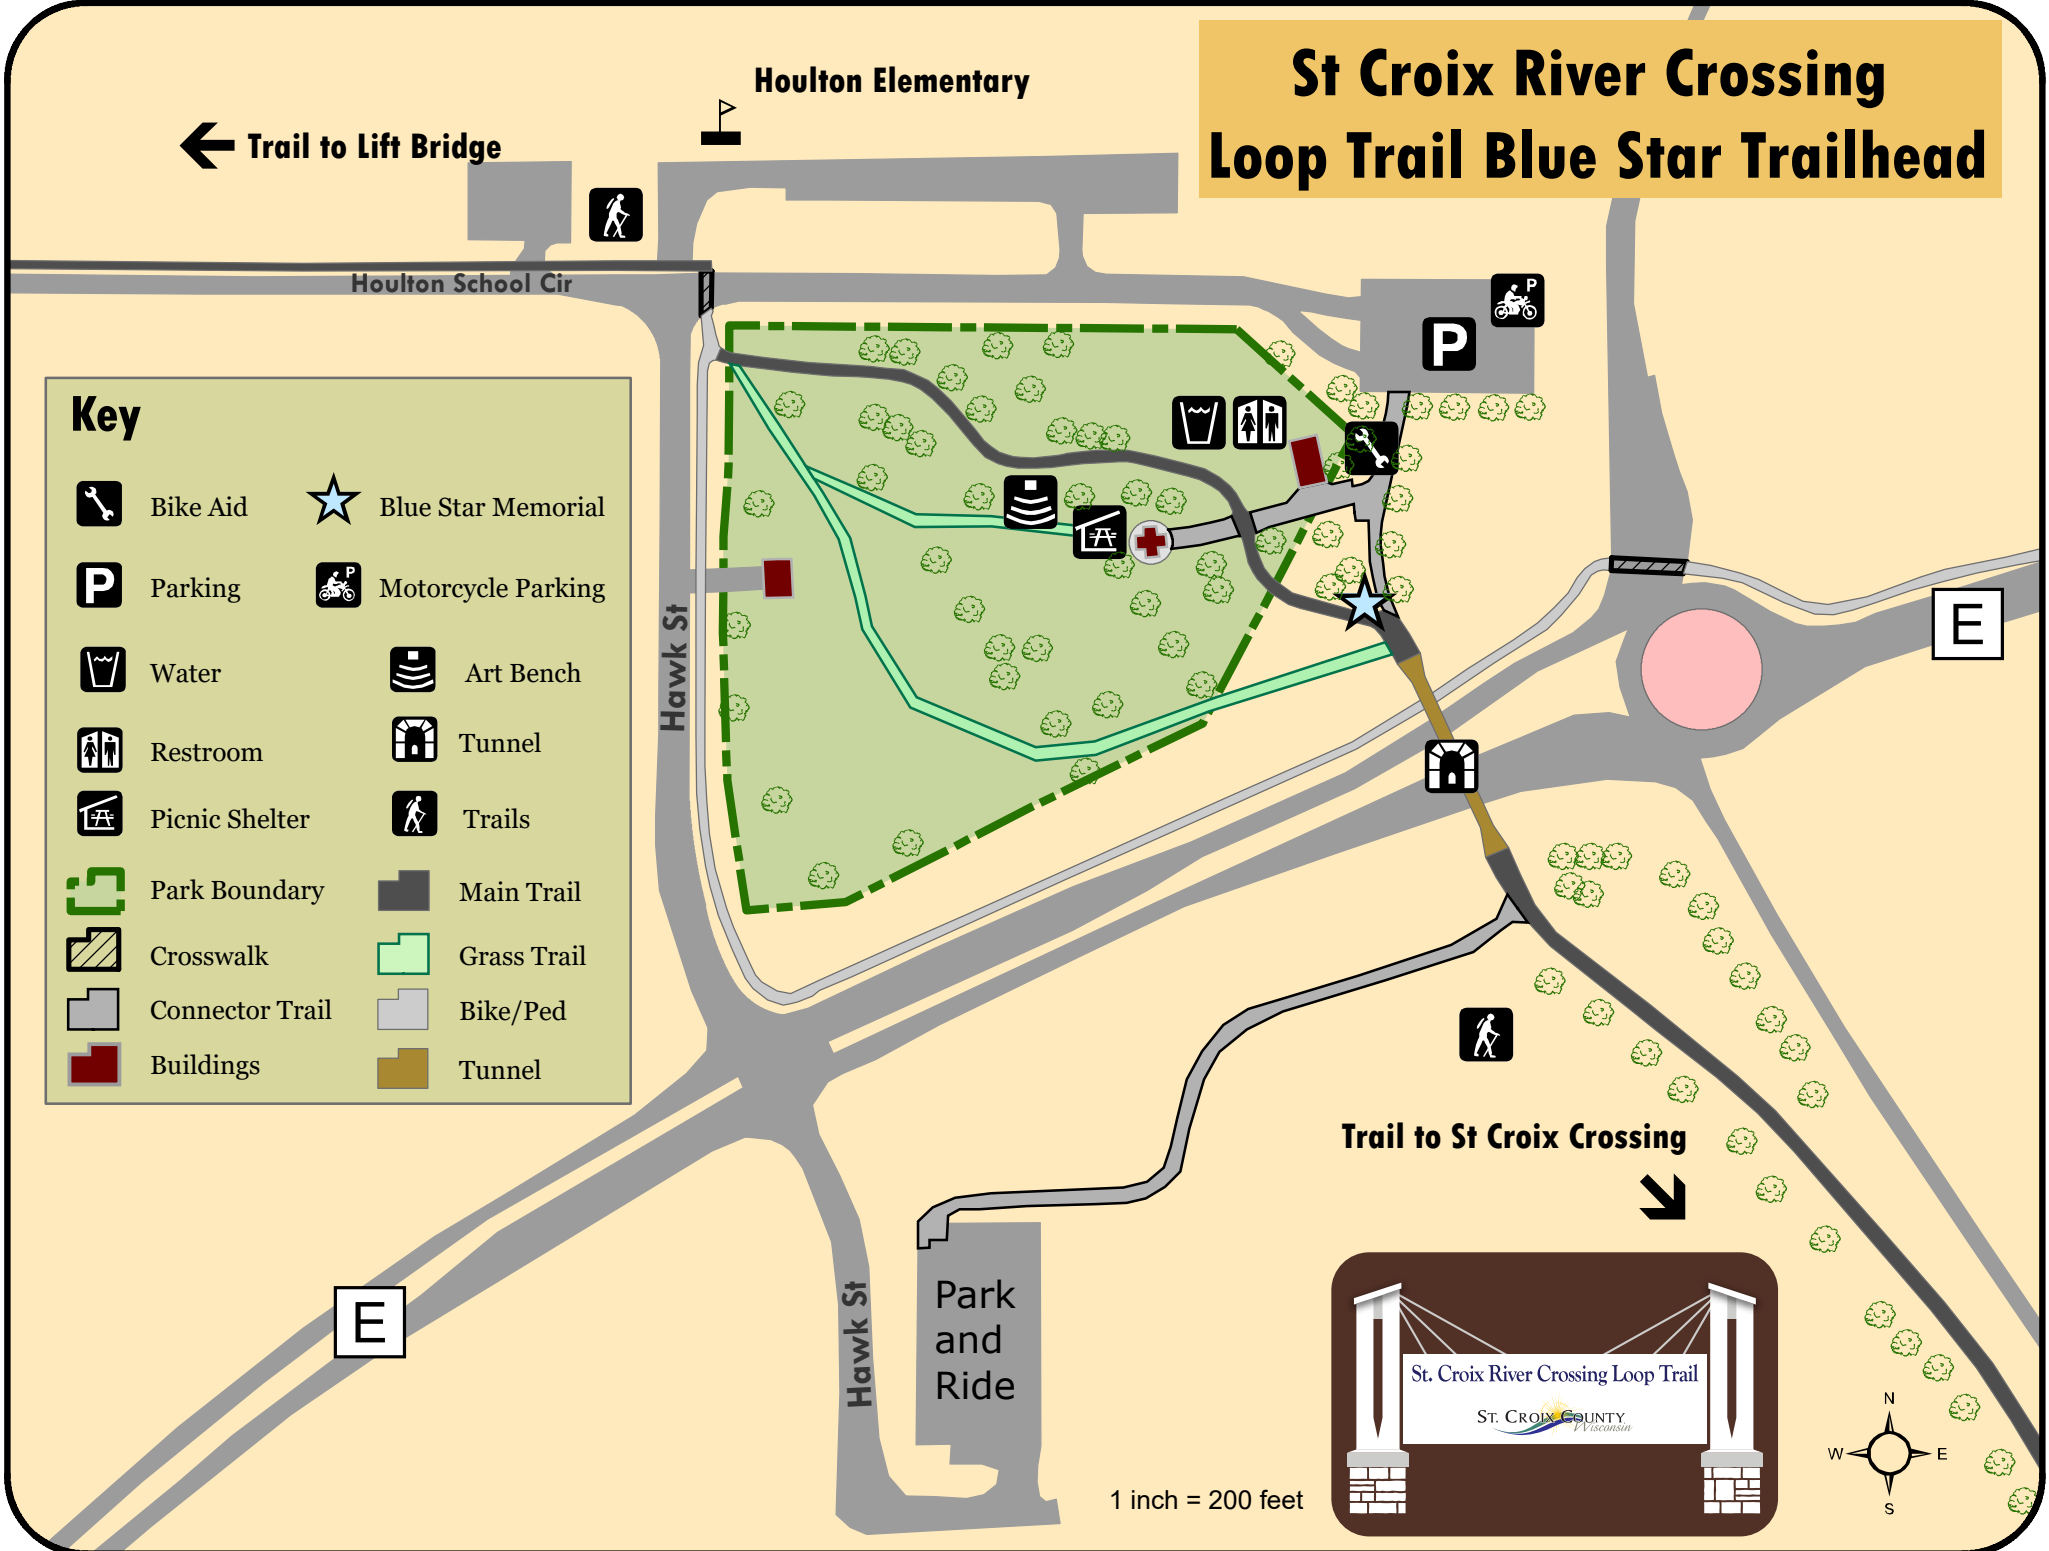 St Croix River Crossing
Loop Trail Blue Star Trailhead
Houlton Elementary
Trail to Lift Bridge
Houlton School Cir
P
P
Key
Bike Aid
Blue Star Memorial
P
Parking
P
Motorcycle Parking
Water
Art Bench
Restroom
Tunnel
Picnic Shelter
Trails
Park Boundary
Main Trail
Crosswalk
Grass Trail
Connector Trail
Bike/Ped
Buildings
Tunnel
Hawk St
E
Trail to St Croix Crossing
E
Hawk St
Park
and
Ride
1 inch = 200 feet
St. Croix River Crossing Loop Trail
ST. CROIX COUNTY
Wisconsin
N
W
E
S